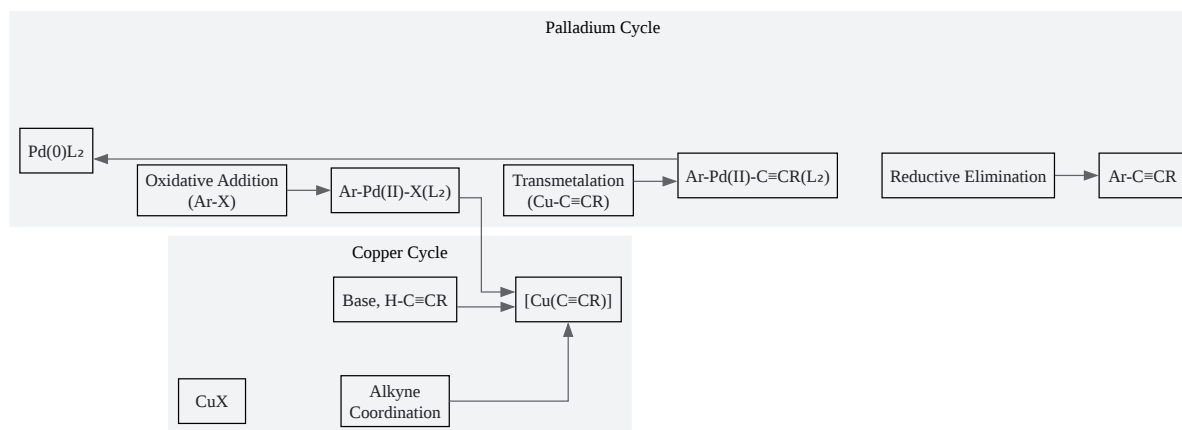 Palladium Cycle
Pd(0)L₂
Oxidative Addition
(Ar-X)
Ar-Pd(II)-X(L₂)
Transmetalation
(Cu-C≡CR)
Ar-Pd(II)-C≡CR(L₂)
Reductive Elimination
Ar-C≡CR
Copper Cycle
Base, H-C≡CR
[Cu(C≡CR)]
CuX
Alkyne
Coordination